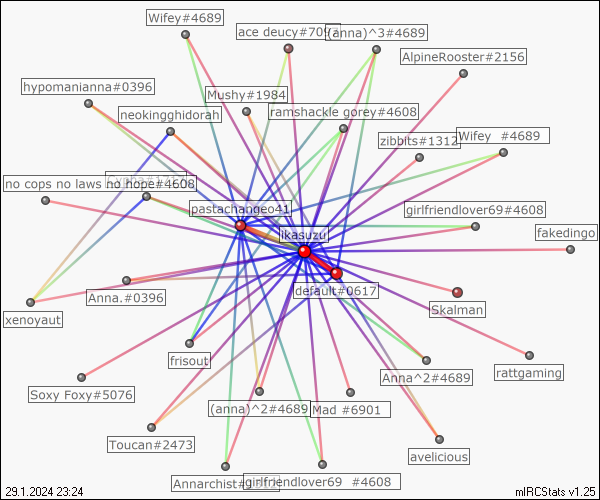 Wifey#4689
ace deucy#709
(anna)^3#4689
AlpineRooster#2156
hypomanianna#0396
Mushy#1984
neokingghidorah
ramshackle gorey#4608
zibbits#1312
Wifey #4689
no cops no laws no hope#4608
pastachangeo41
girlfriendlover69#4608
ikasuzu
fakedingo
default#0617
Anna.#0396
Skalman
xenoyaut
frisout
rattgaming
Anna^2#4689
Soxy Foxy#5076
(anna)^2#4689
Mad #6901
Toucan#2473
avelicious
Annarchist#
girlfriendlover69 #4608
29.1.2024 23:24
mIRCStats v1.25